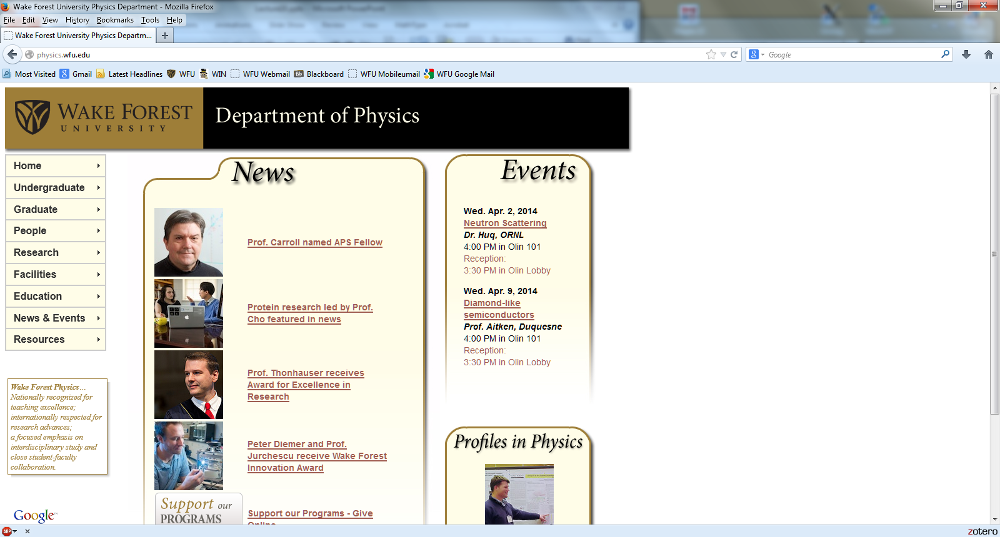 Wake Forest University Physics Department - Mozilla Firefox
File Edit View History Bookmarks Tools Help
Wake Forest University Physics Departm...
physics.wfu.edu
Google
Most Visited Gmail Latest Headlines WFU WIN WFU Webmail Bb Blackboard WFU Mobileumail WFU Google Mail
WAKE FOREST
UNIVERSITY
Department of Physics
Home
Undergraduate
Graduate
People
Research
Facilities
Education
News & Events
Resources
Wake Forest Physics...
Nationally recognized for
teaching excellence;
internationally respected for
research advances;
a focused emphasis on
interdisciplinary study and
close student-faculty
collaboration.
Google™
News
Prof. Carroll named APS Fellow
Protein research led by Prof.
Cho featured in news
Prof. Thonhauser receives
Award for Excellence in
Research
Peter Diemer and Prof.
Jurchescu receive Wake Forest
Innovation Award
Support our
PROGRAMS
Support our Programs - Give
Online
Events
Wed. Apr. 2, 2014
Neutron Scattering
Dr. Huq, ORNL
4:00 PM in Olin 101
Reception:
3:30 PM in Olin Lobby
Wed. Apr. 9, 2014
Diamond-like
semiconductors
Prof. Aitken, Duquesne
4:00 PM in Olin 101
Reception:
3:30 PM in Olin Lobby
Profiles in Physics
ABP
zotero